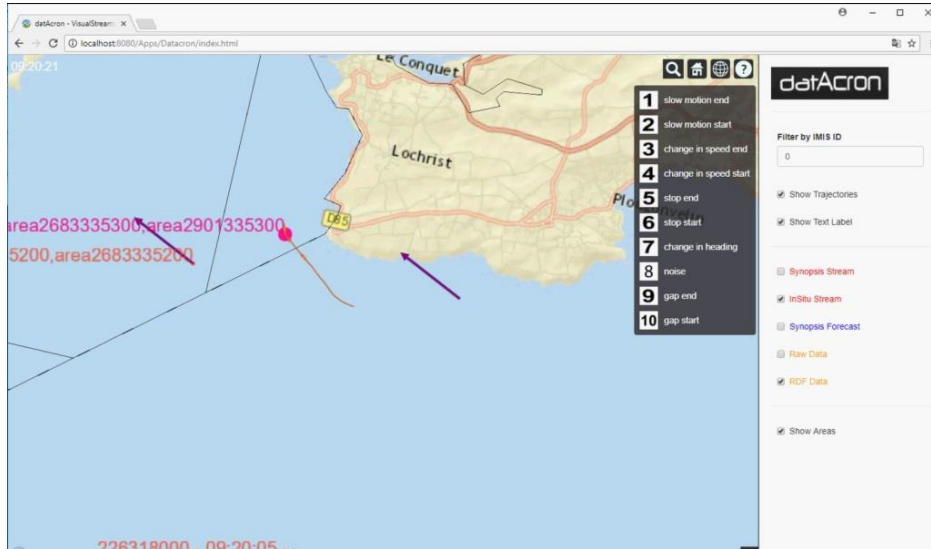 datAcron - VisualStream
localhost:8080/Apps/Datacron/index.html
09:20:21
Le Conquet
Lochrist
D85
area2683335300,area2901335300
5200,area2683335200
226318000 - 09:20:05
1 slow motion end
2 slow motion start
3 change in speed end
4 change in speed start
5 stop end
6 stop start
7 change in heading
8 noise
9 gap end
10 gap start
datAcron
Filter by IMIS ID
0
Show Trajectories
Show Text Label
Synopsis Stream
InSitu Stream
Synopsis Forecast
Raw Data
RDF Data
Show Areas